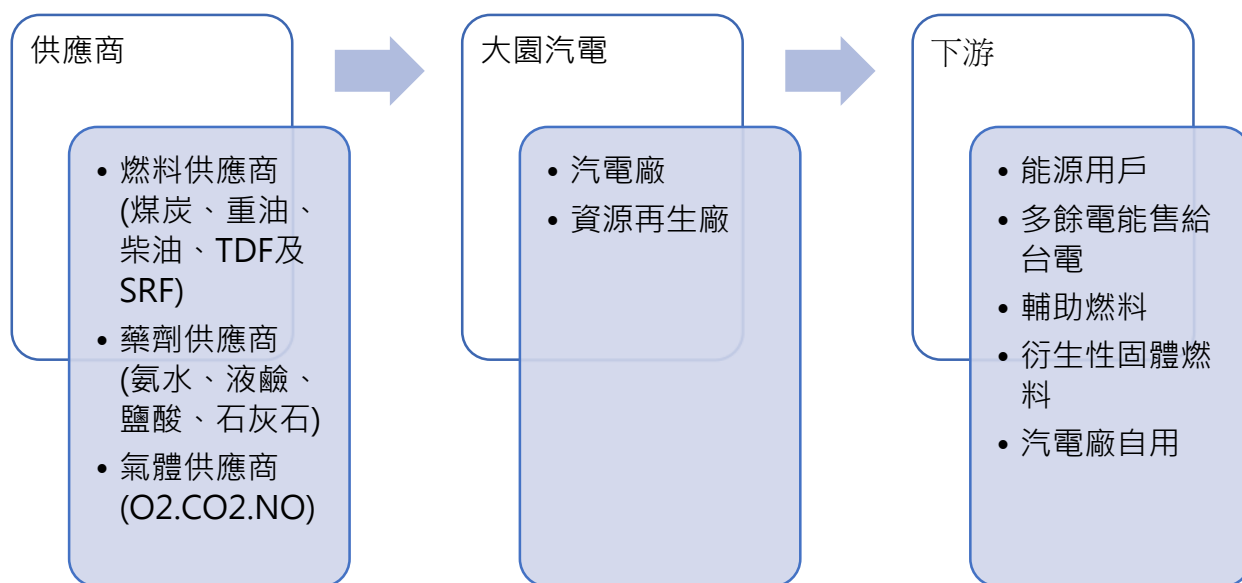 供應商
• 燃料供應商
(煤炭、重油、
柴油、TDF及
SRF)
• 藥劑供應商
(氨水、液鹼、
鹽酸、石灰石)
• 氣體供應商
(O2.CO2.NO)
大園汽電
• 汽電廠
• 資源再生廠
下游
• 能源用戶
• 多餘電能售給
台電
• 輔助燃料
• 衍生性固體燃
料
• 汽電廠自用